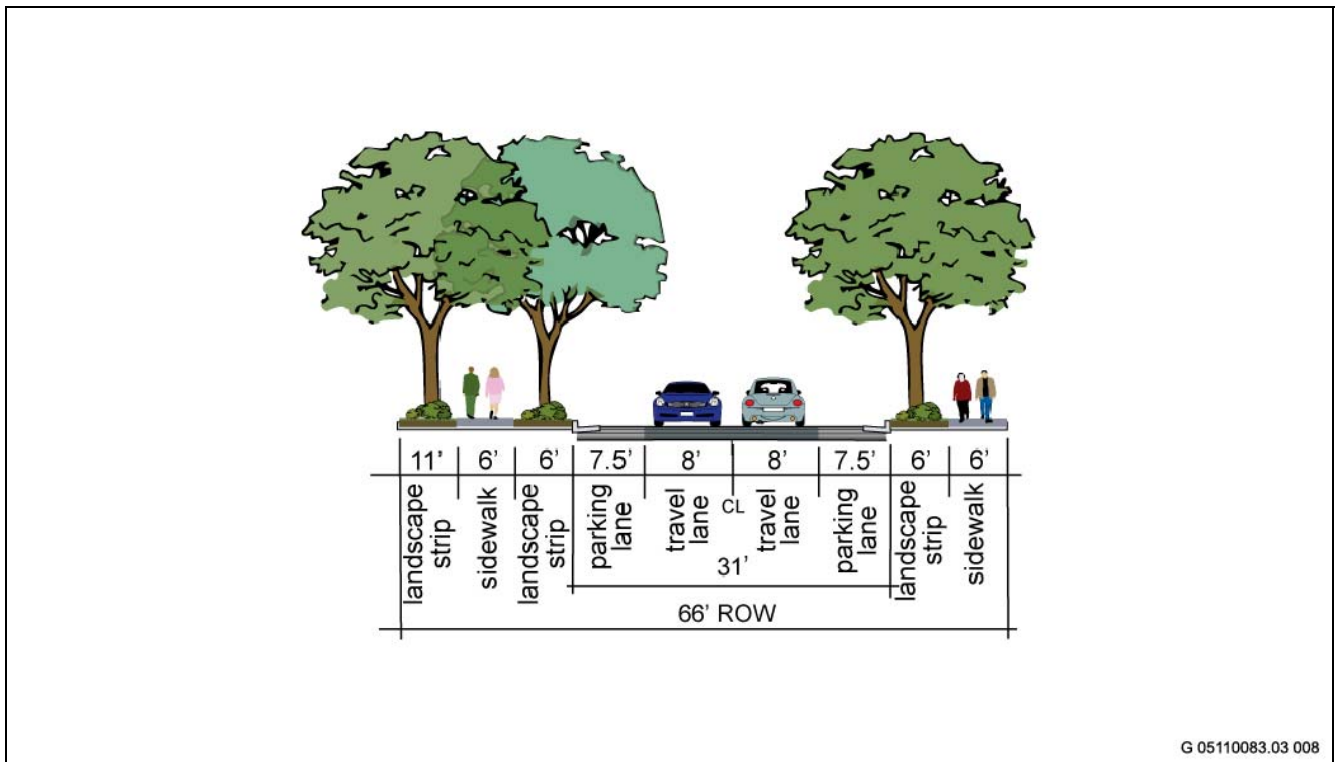 11’ 6’ 6’ 7.5’ 8’ 8’ 7.5’ 6’ 6’
landscape strip
sidewalk
landscape strip
parking lane
travel lane
CL
travel lane
parking lane
landscape strip
sidewalk
31’
66’ ROW
G 05110083.03 008